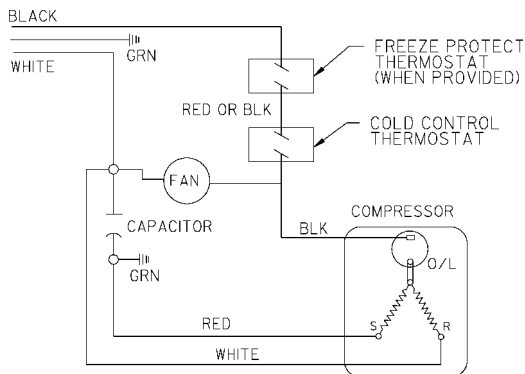 BLACK
GRN
WHITE
FREEZE PROTECT
THERMOSTAT
(WHEN PROVIDED)
RED OR BLK
COLD CONTROL
THERMOSTAT
FAN
CAPACITOR
COMPRESSOR
BLK
O/L
GRN
RED
S
R
WHITE